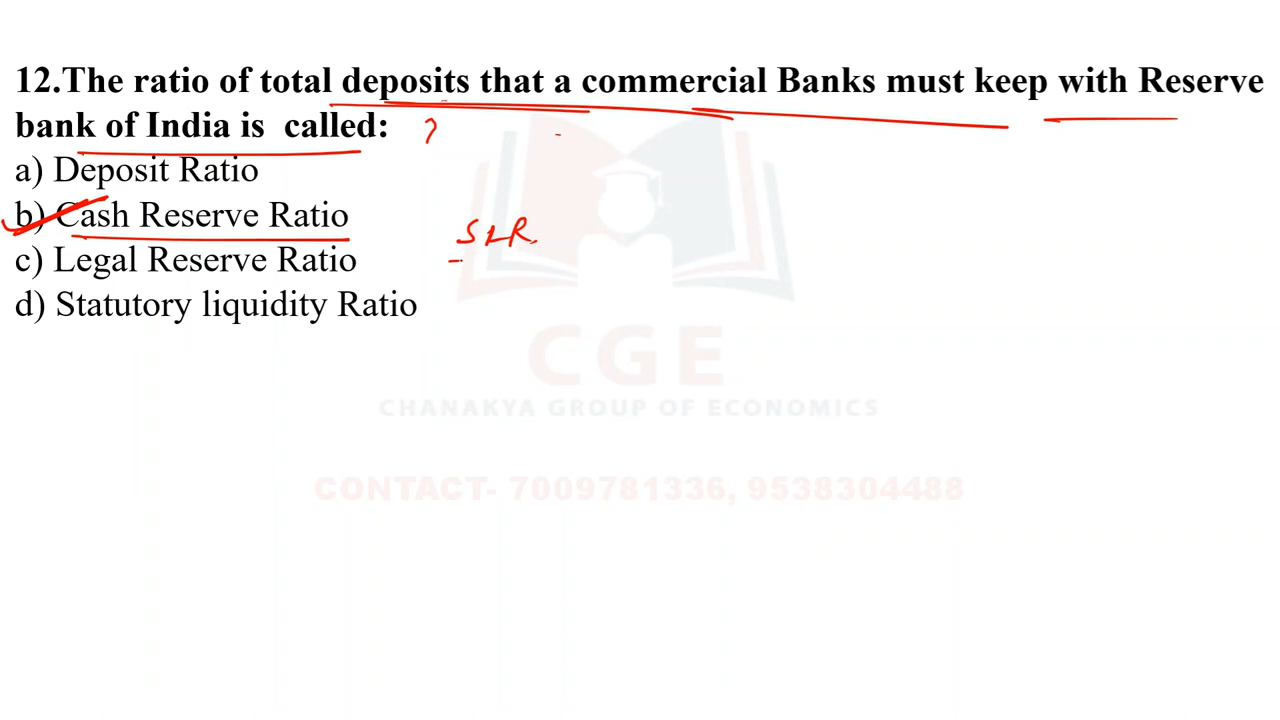 12.The ratio of total deposits that a commercial Banks must keep with Reserve
bank of India is called:
a) Deposit Ratio
b) Cash Reserve Ratio
SLR
c) Legal Reserve Ratio
d) Statutory liquidity Ratio
CGE
CHANAKYA GROUP OF ECONOMICS
CONTACT- 7009781336, 9538304488